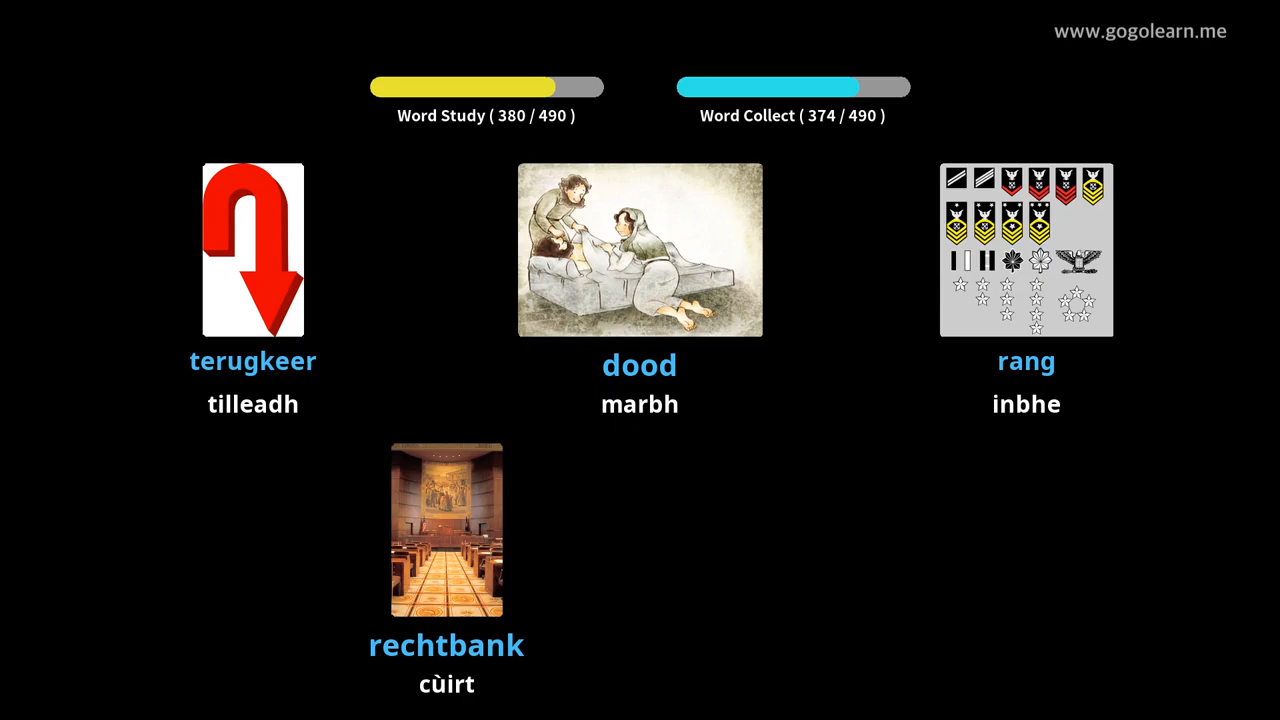 www.gogolearn.me
Word Study ( 380 / 490 )
Word Collect ( 374 / 490 )
terugkeer
dood
rang
tilleadh
marbh
inbhe
rechtbank
cùirt